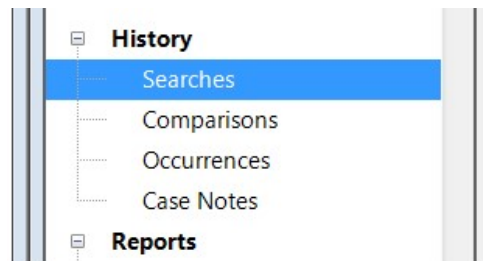 History
Searches
Comparisons
Occurrences
Case Notes
Reports